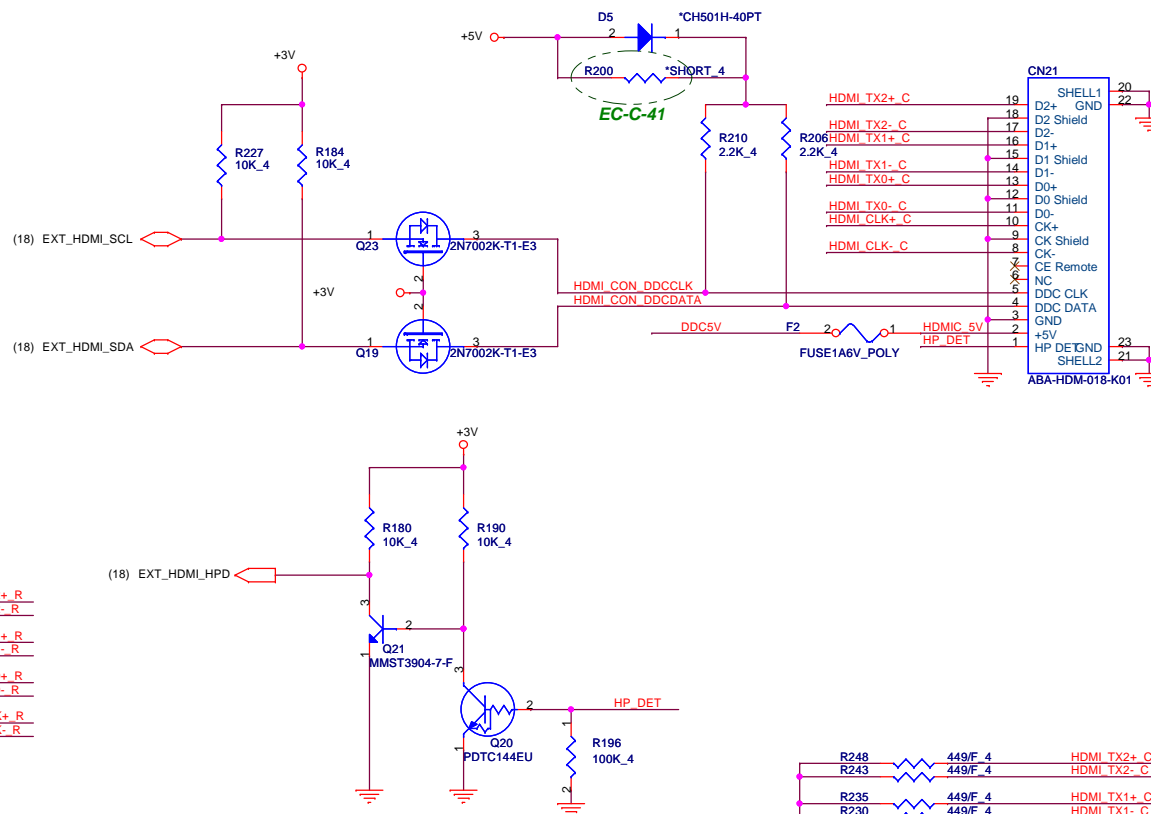 D5 *CH501H-40PT
+5V 2 1
R200 *SHORT_4
EC-C-41
+3V
R227
10K_4
R184
10K_4
R210
2.2K_4
R206
2.2K_4
(18) EXT_HDMI_SCL
1 3
Q23 2N7002K-T1-E3
2
+3V
2
(18) EXT_HDMI_SDA
1 3
Q19 2N7002K-T1-E3
HDMI_CON_DDCCLK
HDMI_CON_DDCDATA
DDC5V F2 2 1 HDMIC_5V
FUSE1A6V_POLY
HP_DET
CN21
SHELL1 20
HDMI_TX2+_C 19 D2+ GND 22
18 D2 Shield
HDMI_TX2-_C 17 D2-
HDMI_TX1+_C 16 D1+
15 D1 Shield
HDMI_TX1-_C 14 D1-
HDMI_TX0+_C 13 D0+
12 D0 Shield
HDMI_TX0-_C 11 D0-
HDMI_CLK+_C 10 CK+
9 CK Shield
HDMI_CLK-_C 8 CK-
7 CE Remote
6 NC
5 DDC CLK
4 DDC DATA
3 GND
2 +5V
1 HP DET GND 23
SHELL2 21
ABA-HDM-018-K01
+3V
R180
10K_4
R190
10K_4
(18) EXT_HDMI_HPD
3
2
1
Q21
MMST3904-7-F
3
2 HP_DET
1
Q20
PDTC144EU
1
R196
100K_4
2
+_R
-_R
+_R
-_R
+_R
-_R
+_R
-_R
R248 449/F_4 HDMI_TX2+_C
R243 449/F_4 HDMI_TX2-_C
R235 449/F_4 HDMI_TX1+_C
R230 449/F_4 HDMI_TX1-_C